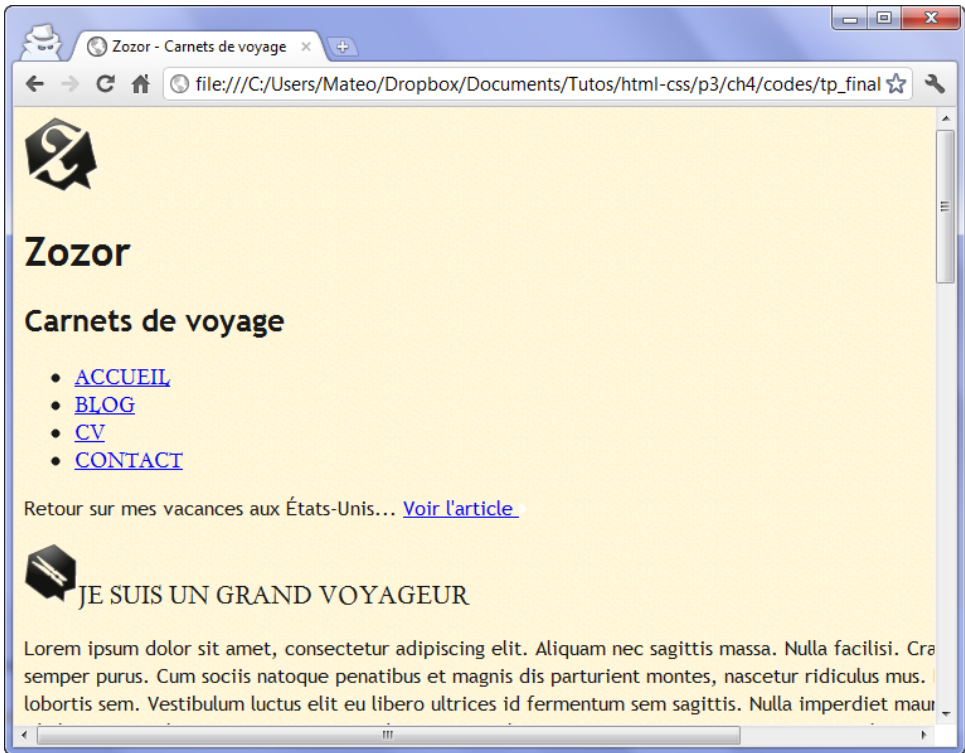 Zozor - Carnets de voyage
file:///C:/Users/Mateo/Dropbox/Documents/Tutos/html-css/p3/ch4/codes/tp_final
Zozor
Carnets de voyage
ACCUEIL
BLOG
CV
CONTACT
Retour sur mes vacances aux États-Unis... Voir l'article
JE SUIS UN GRAND VOYAGEUR
Lorem ipsum dolor sit amet, consectetur adipiscing elit. Aliquam nec sagittis massa. Nulla facilisi. Cra
semper purus. Cum sociis natoque penatibus et magnis dis parturient montes, nascetur ridiculus mus.
lobortis sem. Vestibulum luctus elit eu libero ultrices id fermentum sem sagittis. Nulla imperdiet maur